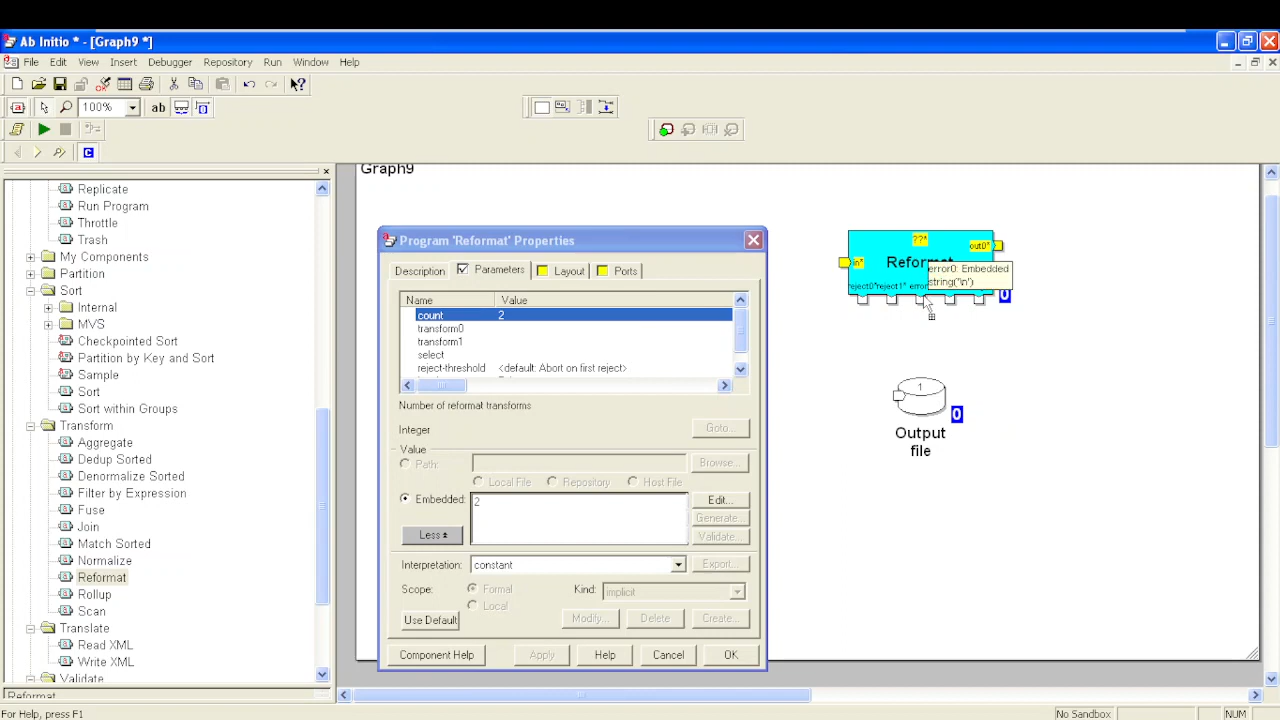 Ab Initio * - [Graph9 *]
File Edit View Insert Debugger Repository Run Window Help
100%
ab
Graph9
Replicate
Run Program
Throttle
Trash
My Components
Partition
Sort
Internal
MVS
Checkpointed Sort
Partition by Key and Sort
Sample
Sort
Sort within Groups
Transform
Aggregate
Dedup Sorted
Denormalize Sorted
Filter by Expression
Fuse
Join
Match Sorted
Normalize
Reformat
Rollup
Scan
Translate
Read XML
Write XML
Validate
Reformat
Program 'Reformat' Properties
Description Parameters Layout Ports
Name Value
count 2
transform0
transform1
select
reject-threshold <default: Abort on first reject>
Number of reformat transforms
Integer
Goto...
Value
Path: Browse...
Local File Repository Host File
Embedded: 2 Edit...
Generate...
Less Validate...
Interpretation: constant Export...
Scope: Formal Kind: implicit
Local
Use Default Modify... Delete Create...
Component Help Apply Help Cancel OK
??*
out0*
in*
error0: Embedded
string('\n')
reject0* reject1*
0
1
0
Output
file
For Help, press F1
No Sandbox NUM